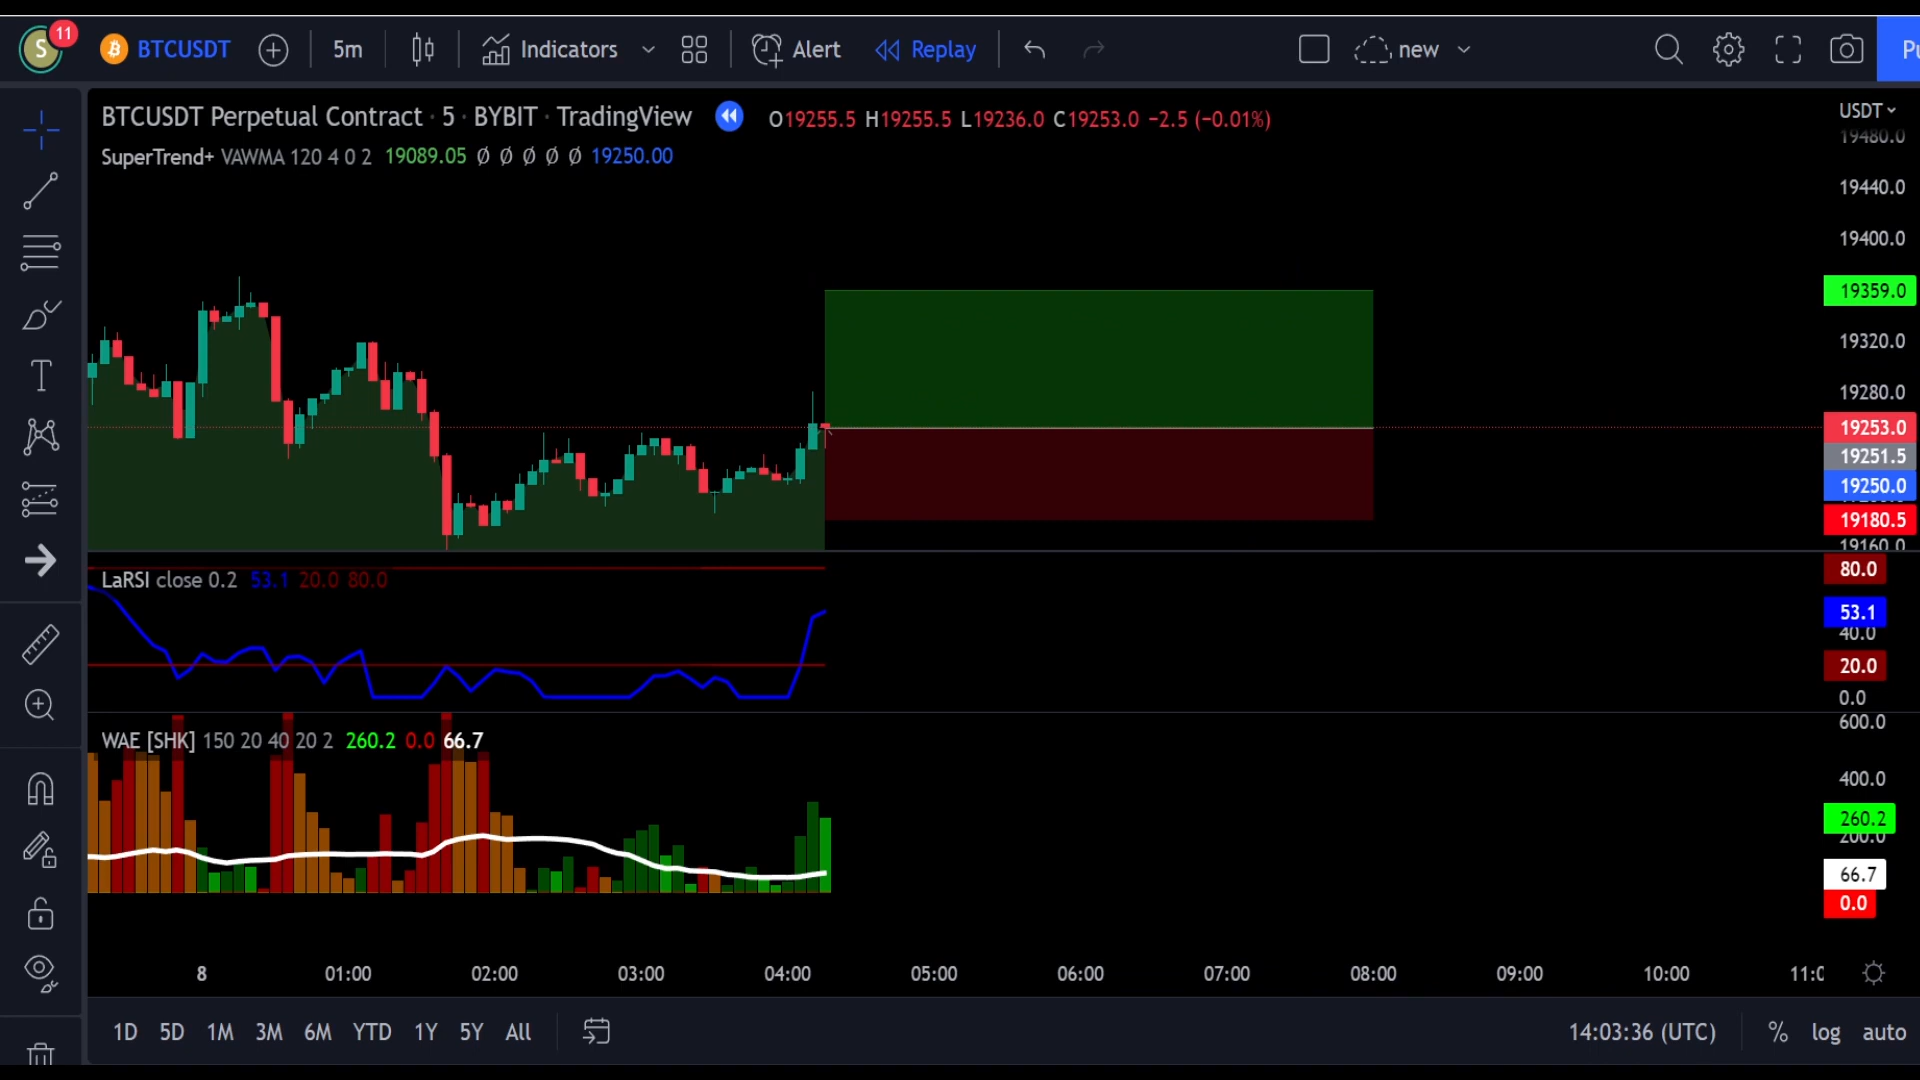 S 11 BTCUSDT 5m Indicators Alert Replay new Pu
BTCUSDT Perpetual Contract · 5 · BYBIT · TradingView O19255.5 H19255.5 L19236.0 C19253.0 −2.5 (−0.01%)
SuperTrend+ VAWMA 120 4 0 2 19089.05 Ø Ø Ø Ø Ø 19250.00
USDT
19480.0
19440.0
19400.0
19359.0
19320.0
19280.0
19253.0
19251.5
19250.0
19180.5
19160.0
LaRSI close 0.2 53.1 20.0 80.0
80.0
53.1
40.0
20.0
0.0
WAE [SHK] 150 20 40 20 2 260.2 0.0 66.7
600.0
400.0
260.2
200.0
66.7
0.0
8 01:00 02:00 03:00 04:00 05:00 06:00 07:00 08:00 09:00 10:00 11:0
1D 5D 1M 3M 6M YTD 1Y 5Y All 14:03:36 (UTC) % log auto